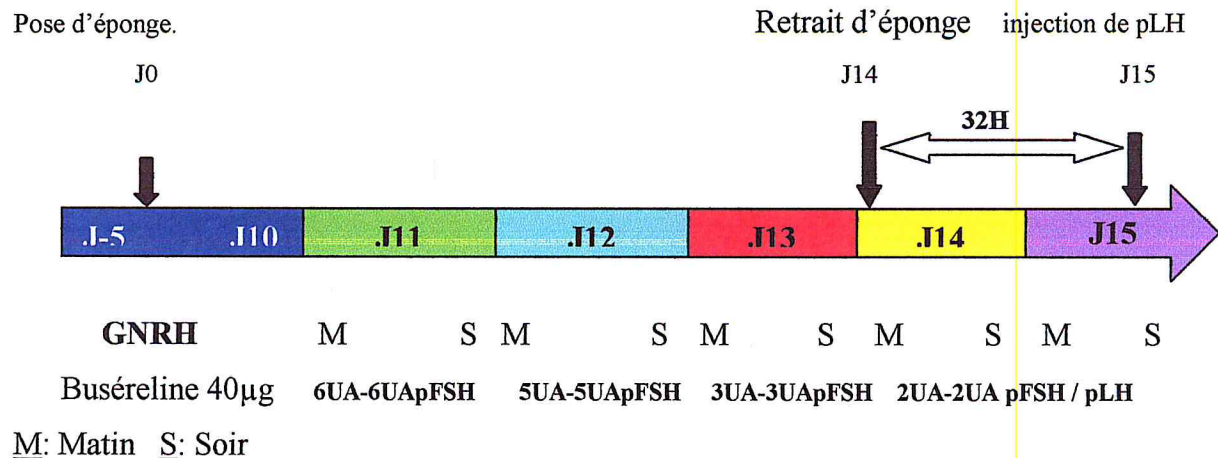 Pose d'éponge. Retrait d'éponge injection de pLH
J0 J14 J15
32H
J-5 J10 J11 J12 J13 J14 J15
GNRH M S M S M S M S M S
Buséreline 40µg 6UA-6UApFSH 5UA-5UApFSH 3UA-3UApFSH 2UA-2UA pFSH / pLH
M: Matin S: Soir